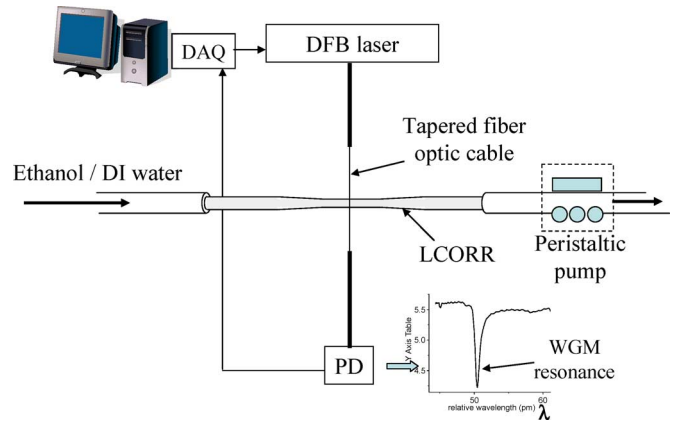 DAQ
DFB laser
Tapered fiber
optic cable
Ethanol / DI water
LCORR
Peristaltic
pump
PD
Y Axis Table
5.5
5.0
4.5
WGM
resonance
50
60
relative wavelength (pm)
λ